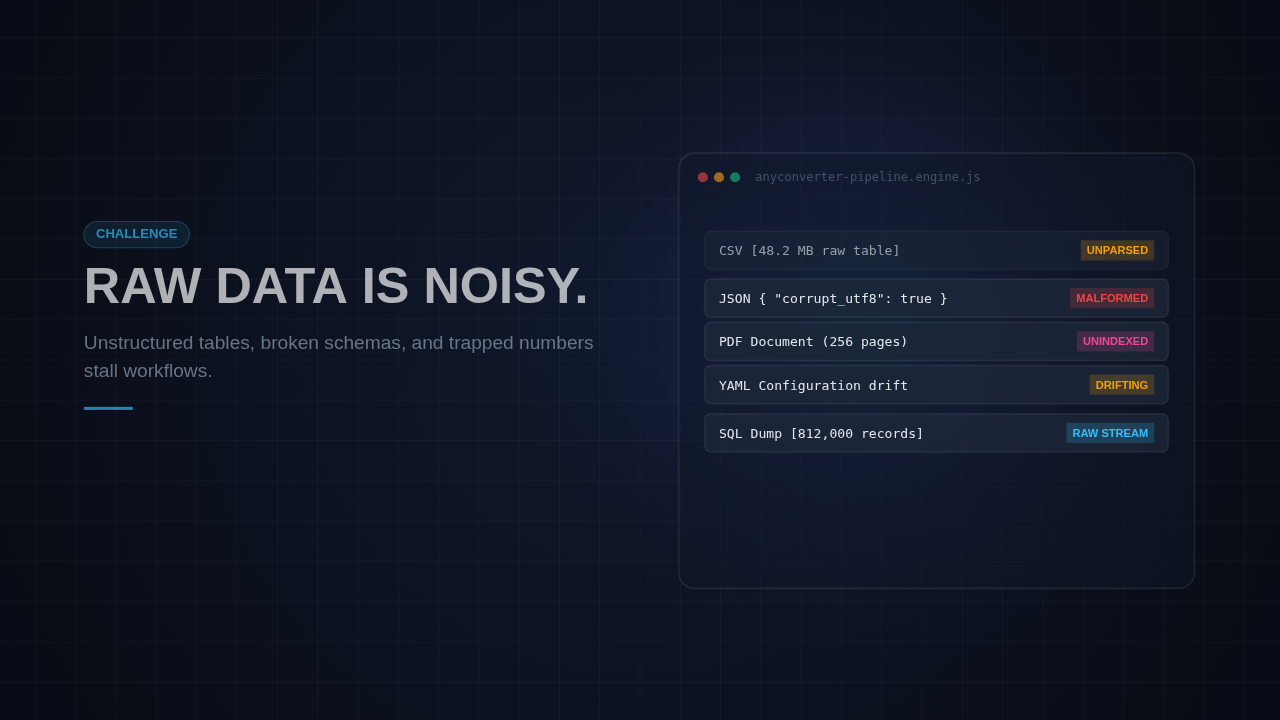 CHALLENGE
RAW DATA IS NOISY.
Unstructured tables, broken schemas, and trapped numbers
stall workflows.
anyconverter-pipeline.engine.js
CSV [48.2 MB raw table] UNPARSED
JSON { "corrupt_utf8": true } MALFORMED
PDF Document (256 pages) UNINDEXED
YAML Configuration drift DRIFTING
SQL Dump [812,000 records] RAW STREAM